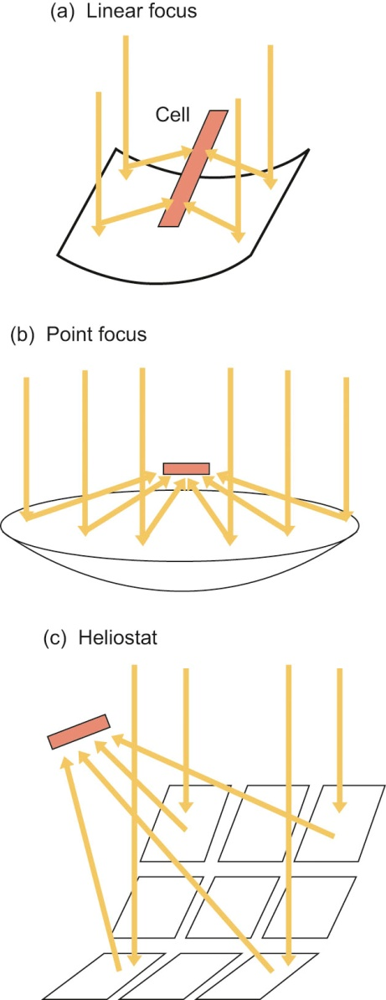 (a) Linear focus
Cell
(b) Point focus
(c) Heliostat